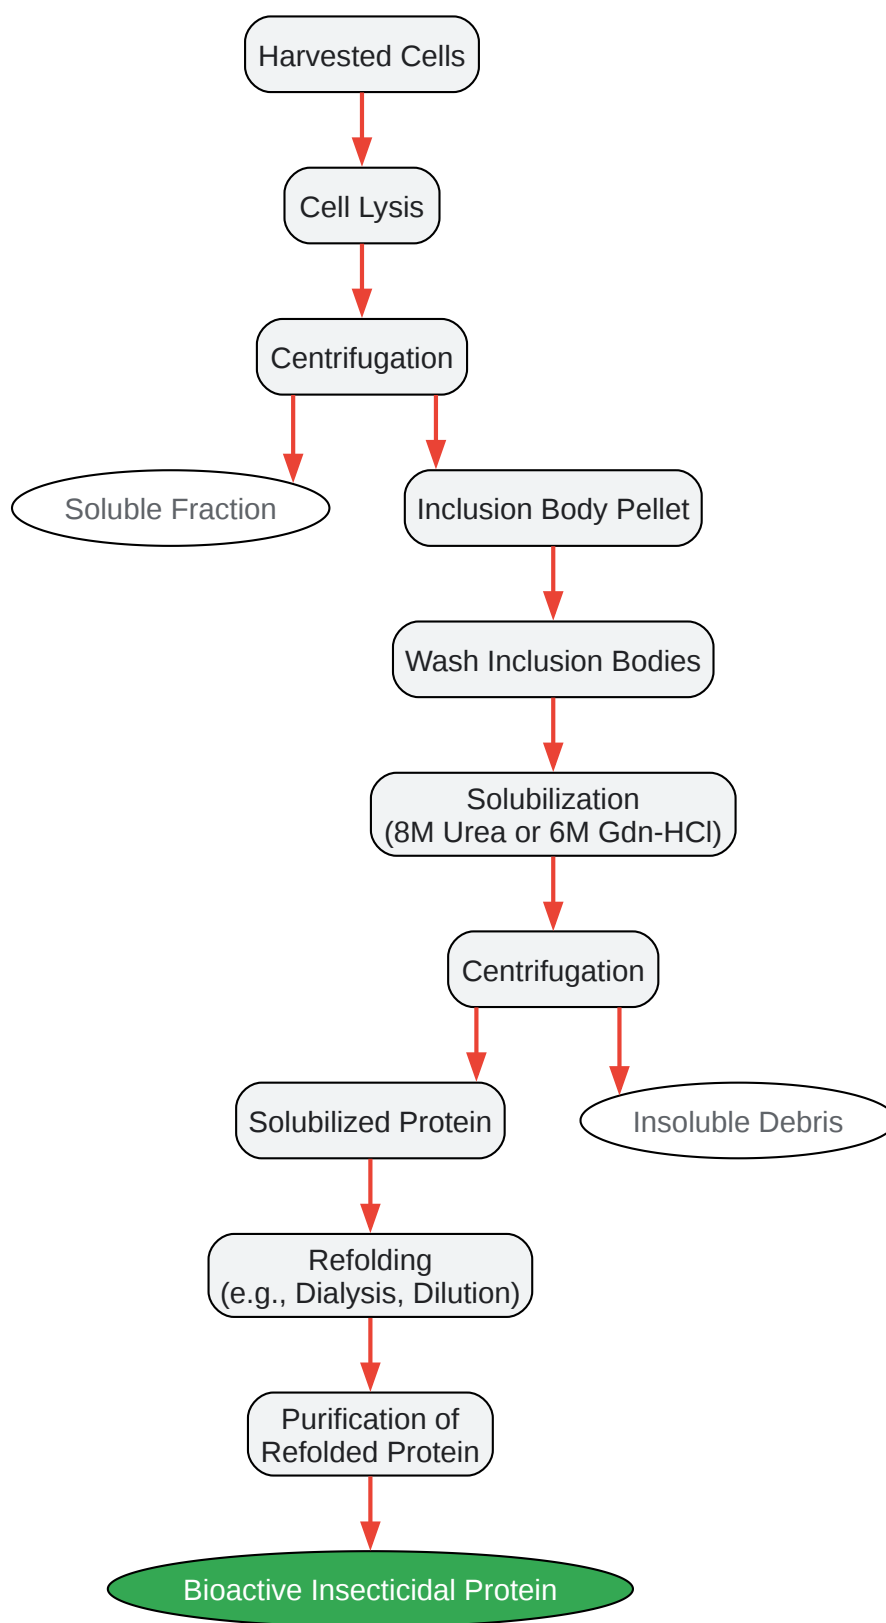 Harvested Cells
Cell Lysis
Centrifugation
Soluble Fraction
Inclusion Body Pellet
Wash Inclusion Bodies
Solubilization
(8M Urea or 6M Gdn-HCl)
Centrifugation
Solubilized Protein
Insoluble Debris
Refolding
(e.g., Dialysis, Dilution)
Purification of
Refolded Protein
Bioactive Insecticidal Protein